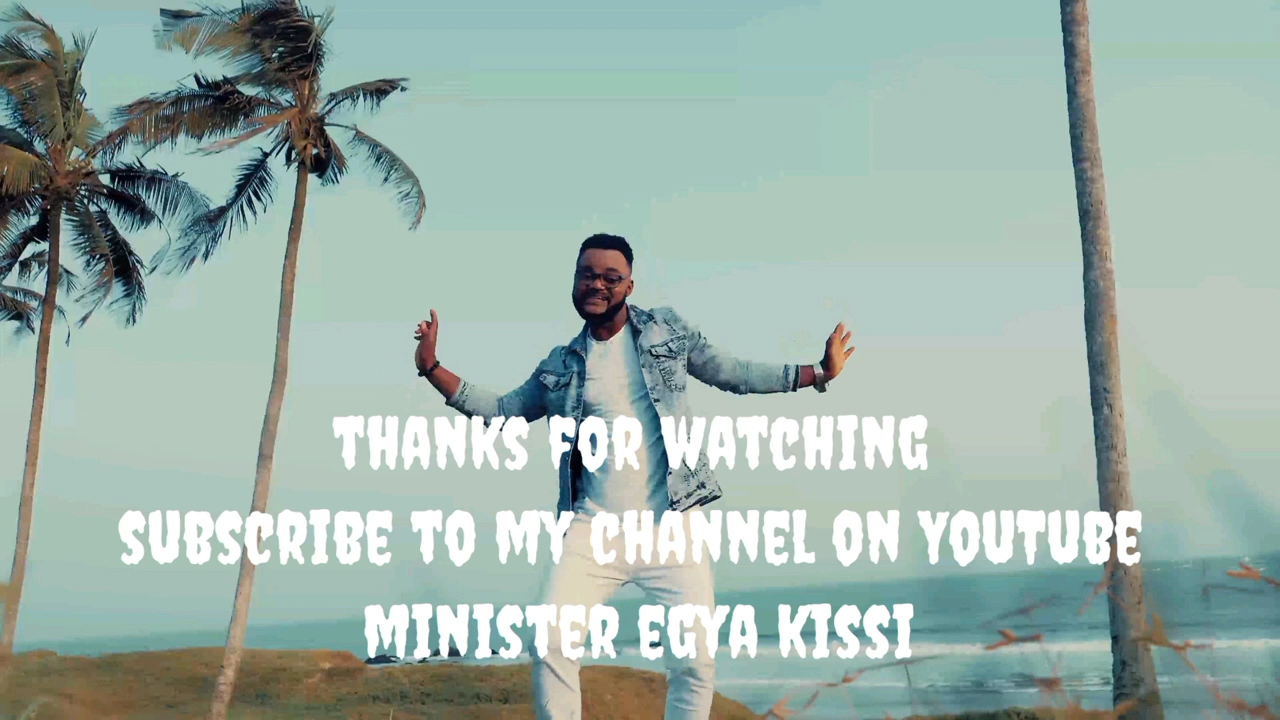 THANKS FOR WATCHING
SUBSCRIBE TO MY CHANNEL ON YOUTUBE
MINISTER EGYA KISSI